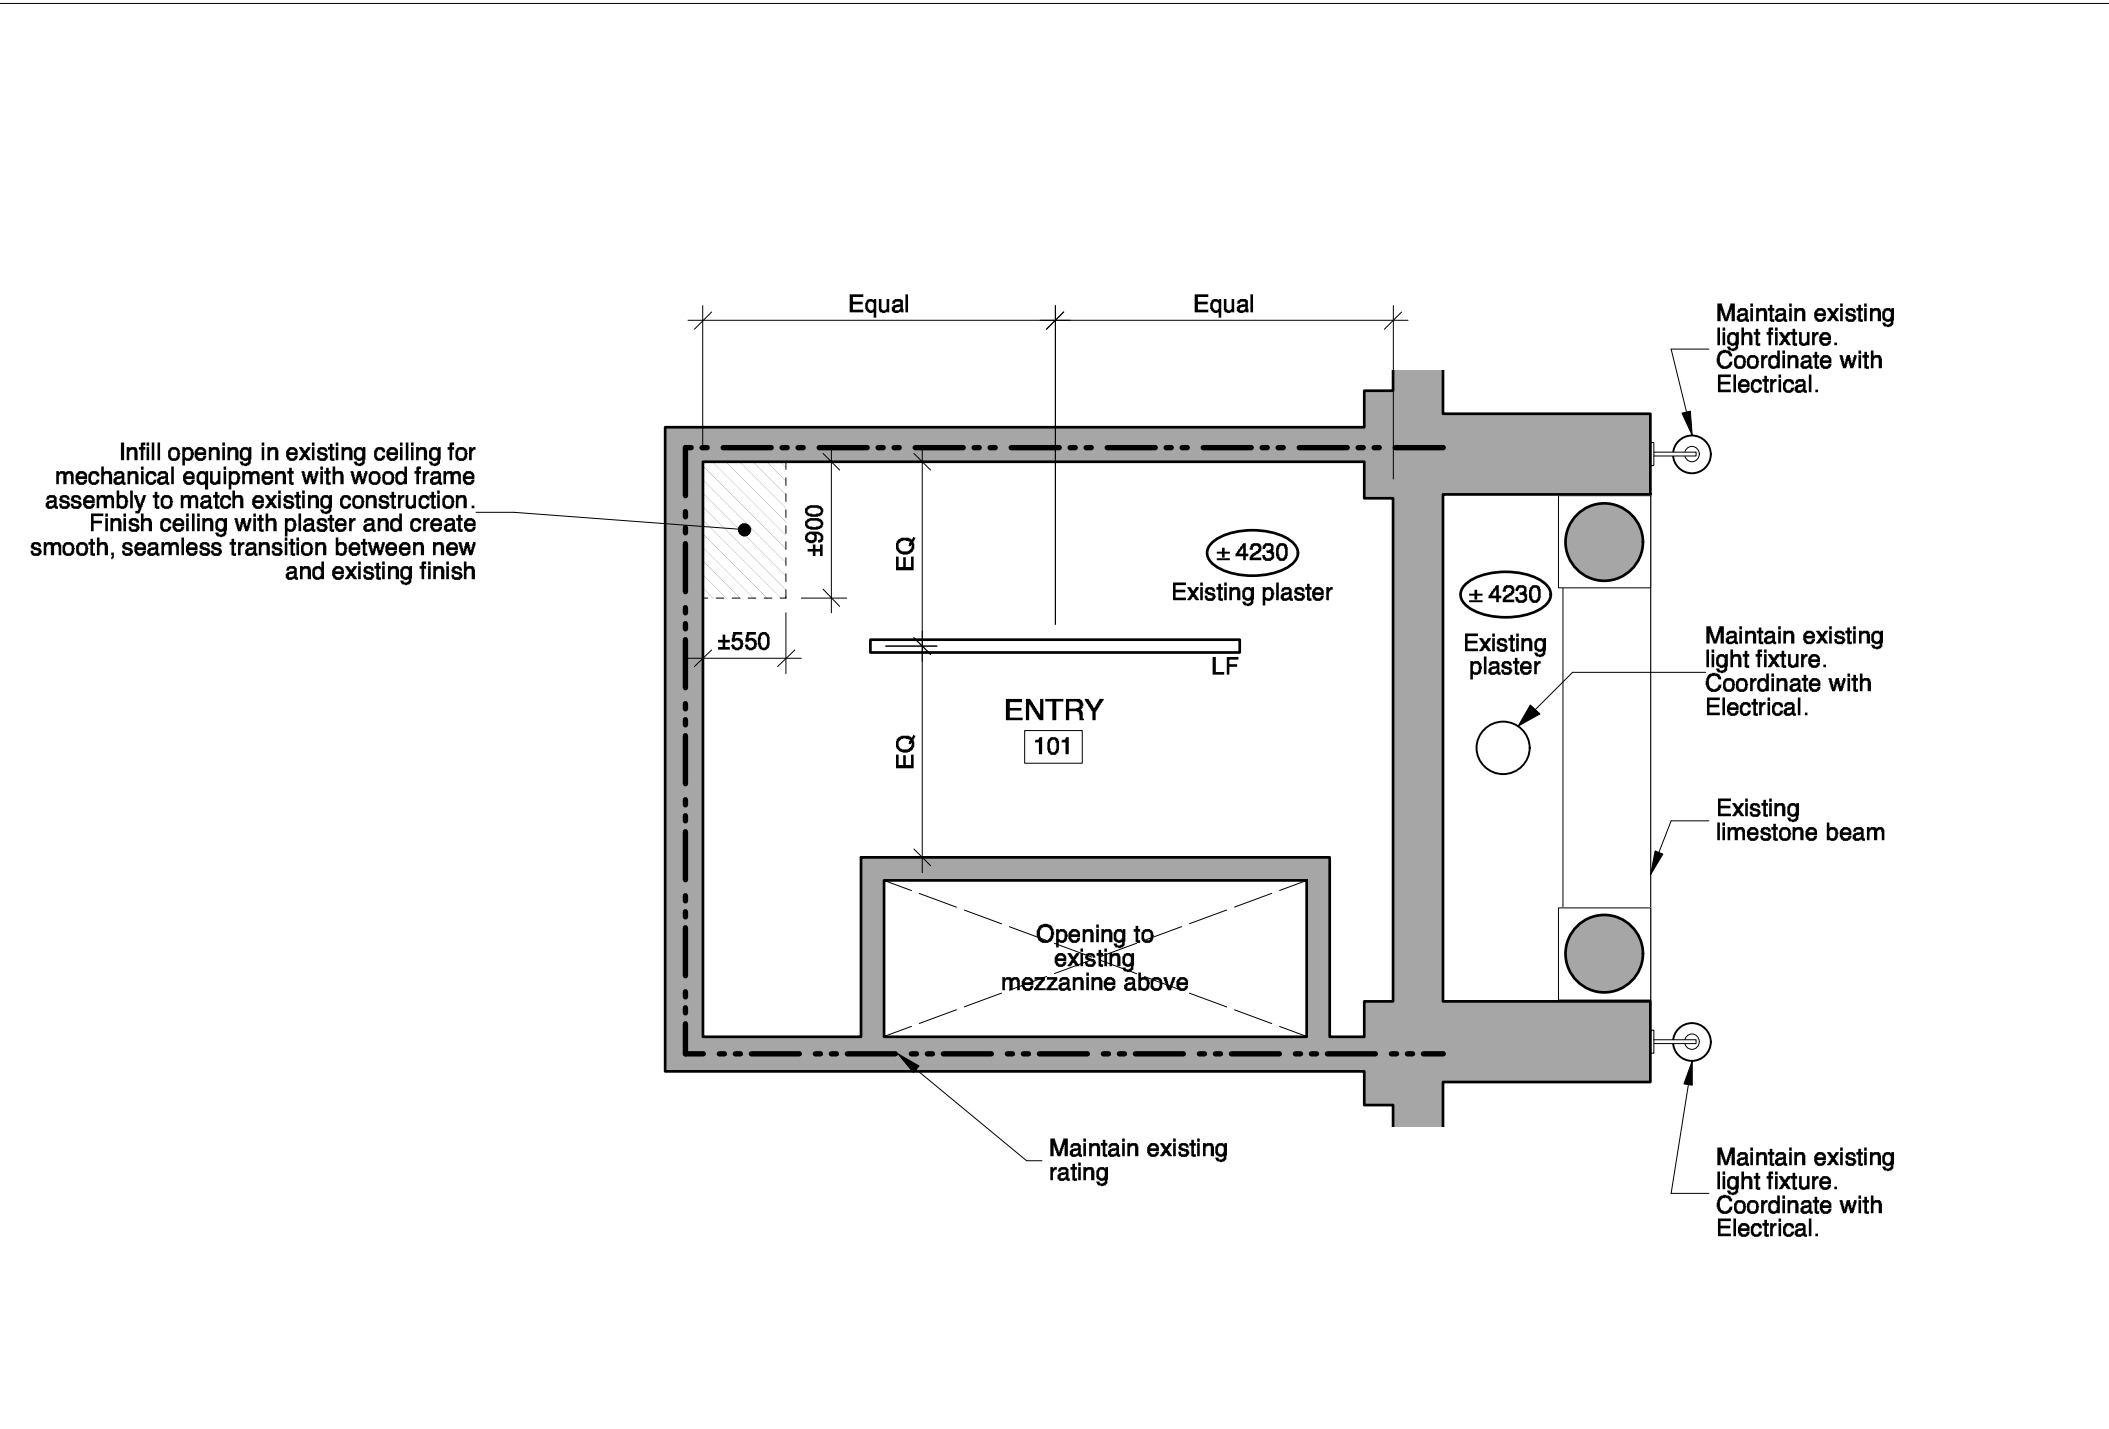 Equal
Equal
Maintain existing
light fixture.
Coordinate with
Electrical.
Infill opening in existing ceiling for
mechanical equipment with wood frame
assembly to match existing construction.
Finish ceiling with plaster and create
smooth, seamless transition between new
and existing finish
±900
EQ
± 4230
Existing plaster
± 4230
Existing
plaster
±550
LF
Maintain existing
light fixture.
Coordinate with
Electrical.
ENTRY
101
EQ
Existing
limestone beam
Opening to
existing
mezzanine above
Maintain existing
rating
Maintain existing
light fixture.
Coordinate with
Electrical.